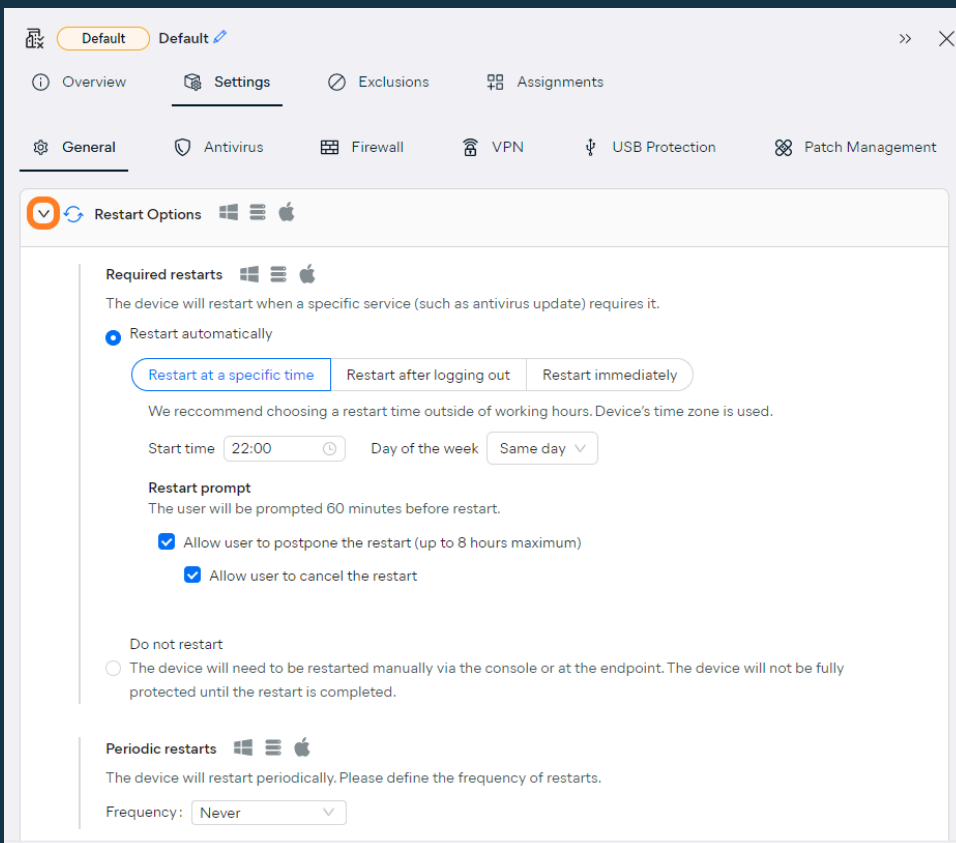 Default Default
Overview Settings Exclusions Assignments
General Antivirus Firewall VPN USB Protection Patch Management
Restart Options
Required restarts
The device will restart when a specific service (such as antivirus update) requires it.
Restart automatically
Restart at a specific time Restart after logging out Restart immediately
We reccommend choosing a restart time outside of working hours. Device's time zone is used.
Start time 22:00 Day of the week Same day
Restart prompt
The user will be prompted 60 minutes before restart.
Allow user to postpone the restart (up to 8 hours maximum)
Allow user to cancel the restart
Do not restart
The device will need to be restarted manually via the console or at the endpoint. The device will not be fully
protected until the restart is completed.
Periodic restarts
The device will restart periodically. Please define the frequency of restarts.
Frequency: Never